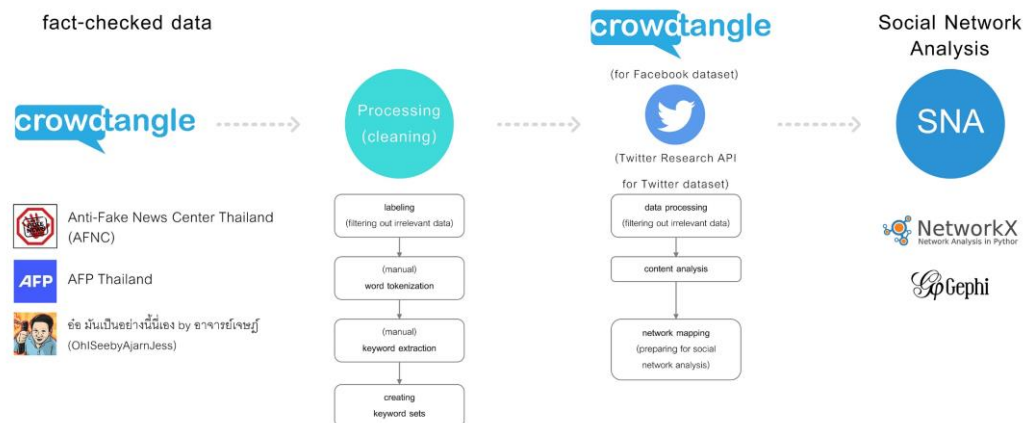 fact-checked data
crowdtangle
Anti-Fake News Center Thailand
(AFNC)
AFP
AFP Thailand
อ๋อ มันเป็นอย่างนี้นี่เอง by อาจารย์เจษฎ์
(OhISeebyAjarnJess)
Processing
(cleaning)
labeling
(filtering out irrelevant data)
(manual)
word tokenization
(manual)
keyword extraction
creating
keyword sets
crowdtangle
(for Facebook dataset)
(Twitter Research API
for Twitter dataset)
data processing
(filtering out irrelevant data)
content analysis
network mapping
(preparing for social
network analysis)
Social Network
Analysis
SNA
NetworkX
Network Analysis in Python
Gephi